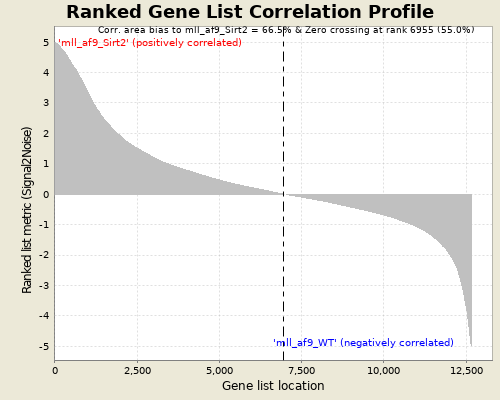 Ranked Gene List Correlation Profile
Corr. area bias to mll_af9_Sirt2 = 66.5% & Zero crossing at rank 6955 (55.0%)
'mll_af9_Sirt2' (positively correlated)
Ranked list metric (Signal2Noise)
5
4
3
2
1
0
-1
-2
-3
-4
-5
'mll_af9_WT' (negatively correlated)
0 2,500 5,000 7,500 10,000 12,500
Gene list location